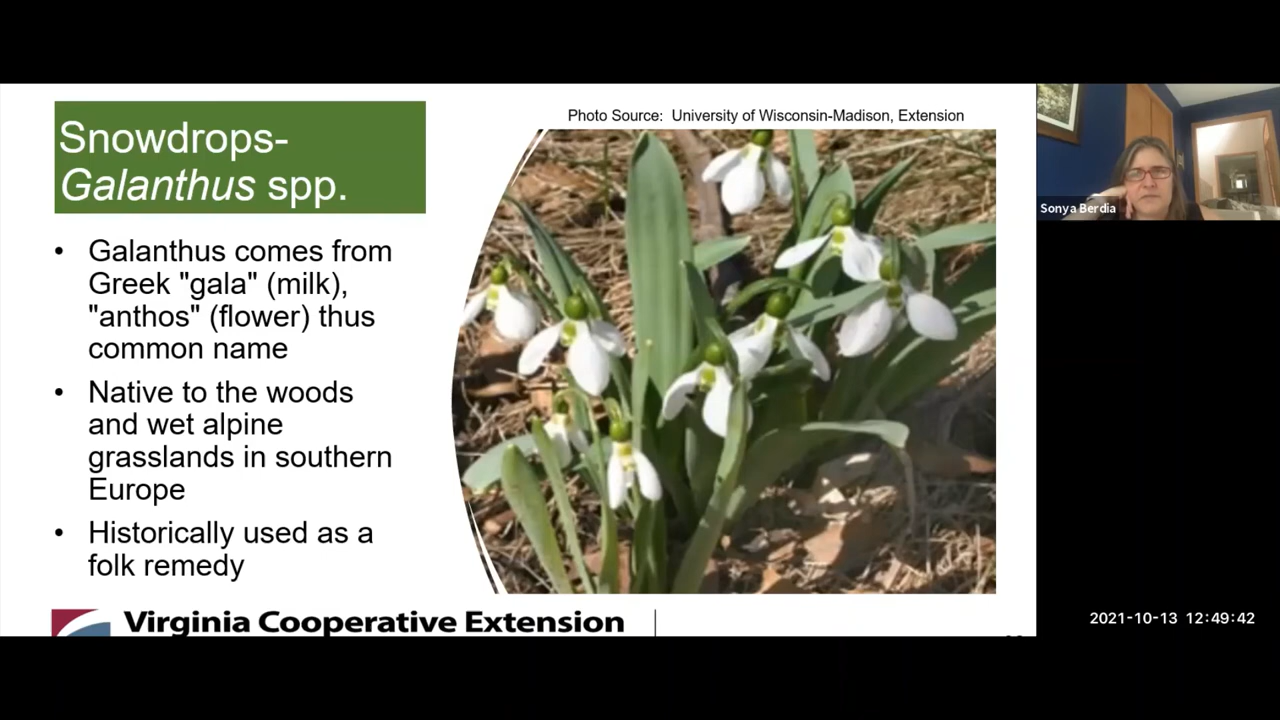 Photo Source: University of Wisconsin-Madison, Extension
Snowdrops-
Galanthus spp.
• Galanthus comes from
Greek "gala" (milk),
"anthos" (flower) thus
common name
• Native to the woods
and wet alpine
grasslands in southern
Europe
• Historically used as a
folk remedy
Virginia Cooperative Extension
Sonya Berdia
2021-10-13 12:49:42